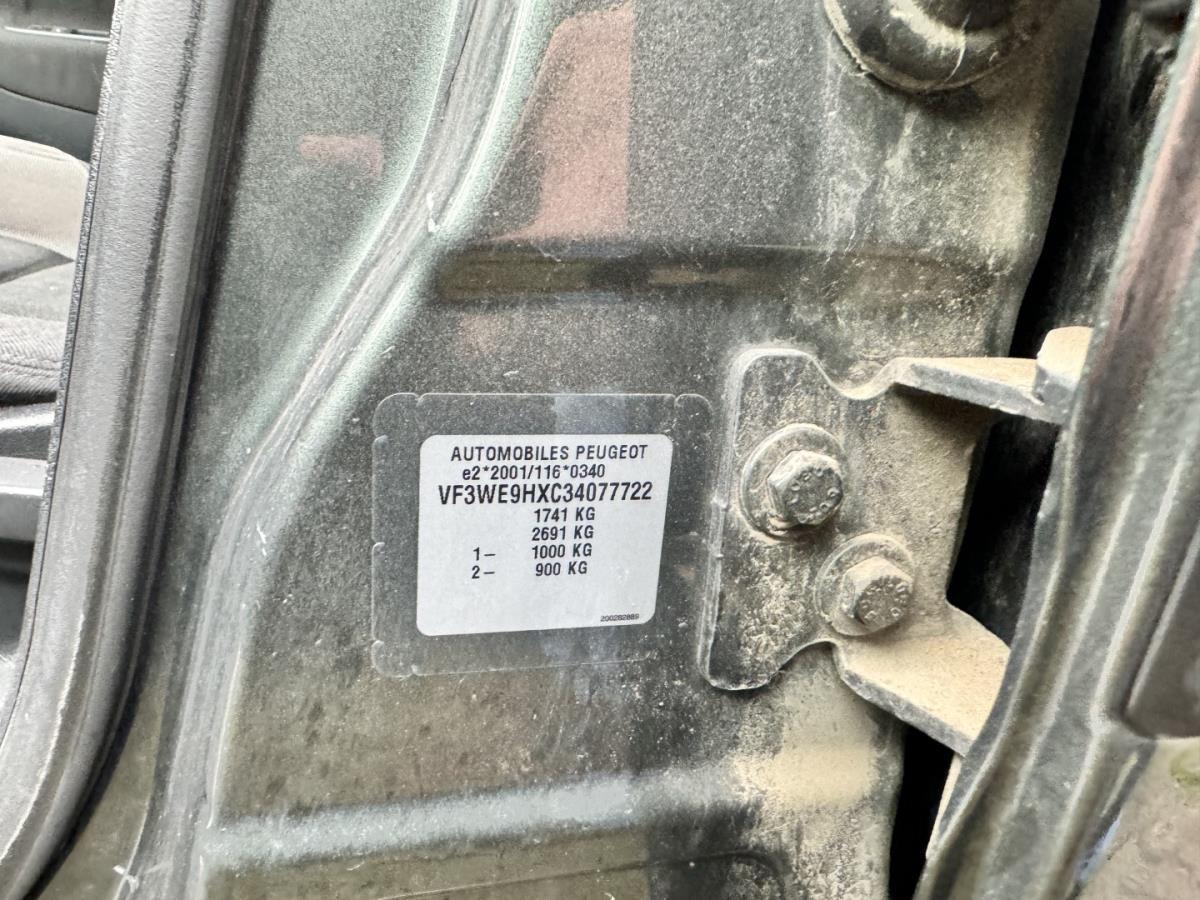 AUTOMOBILES PEUGEOT
e2*2001/116*0340
VF3WE9HXC34077722
1741 KG
2691 KG
1– 1000 KG
2– 900 KG
200282889